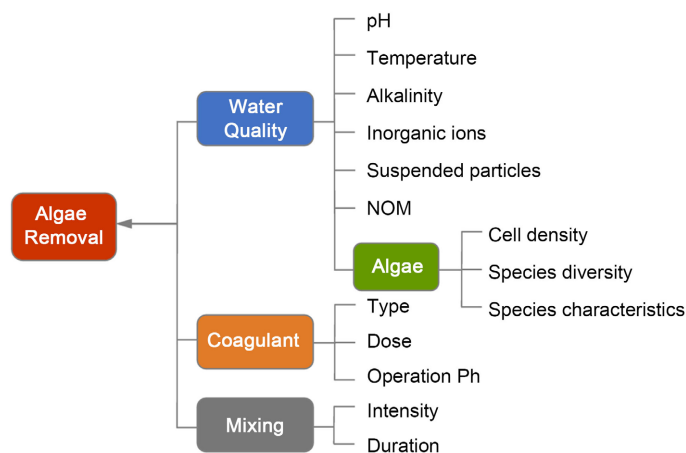 Algae
Removal
Water
Quality
pH
Temperature
Alkalinity
Inorganic ions
Suspended particles
NOM
Algae
Cell density
Species diversity
Species characteristics
Coagulant
Type
Dose
Operation Ph
Mixing
Intensity
Duration